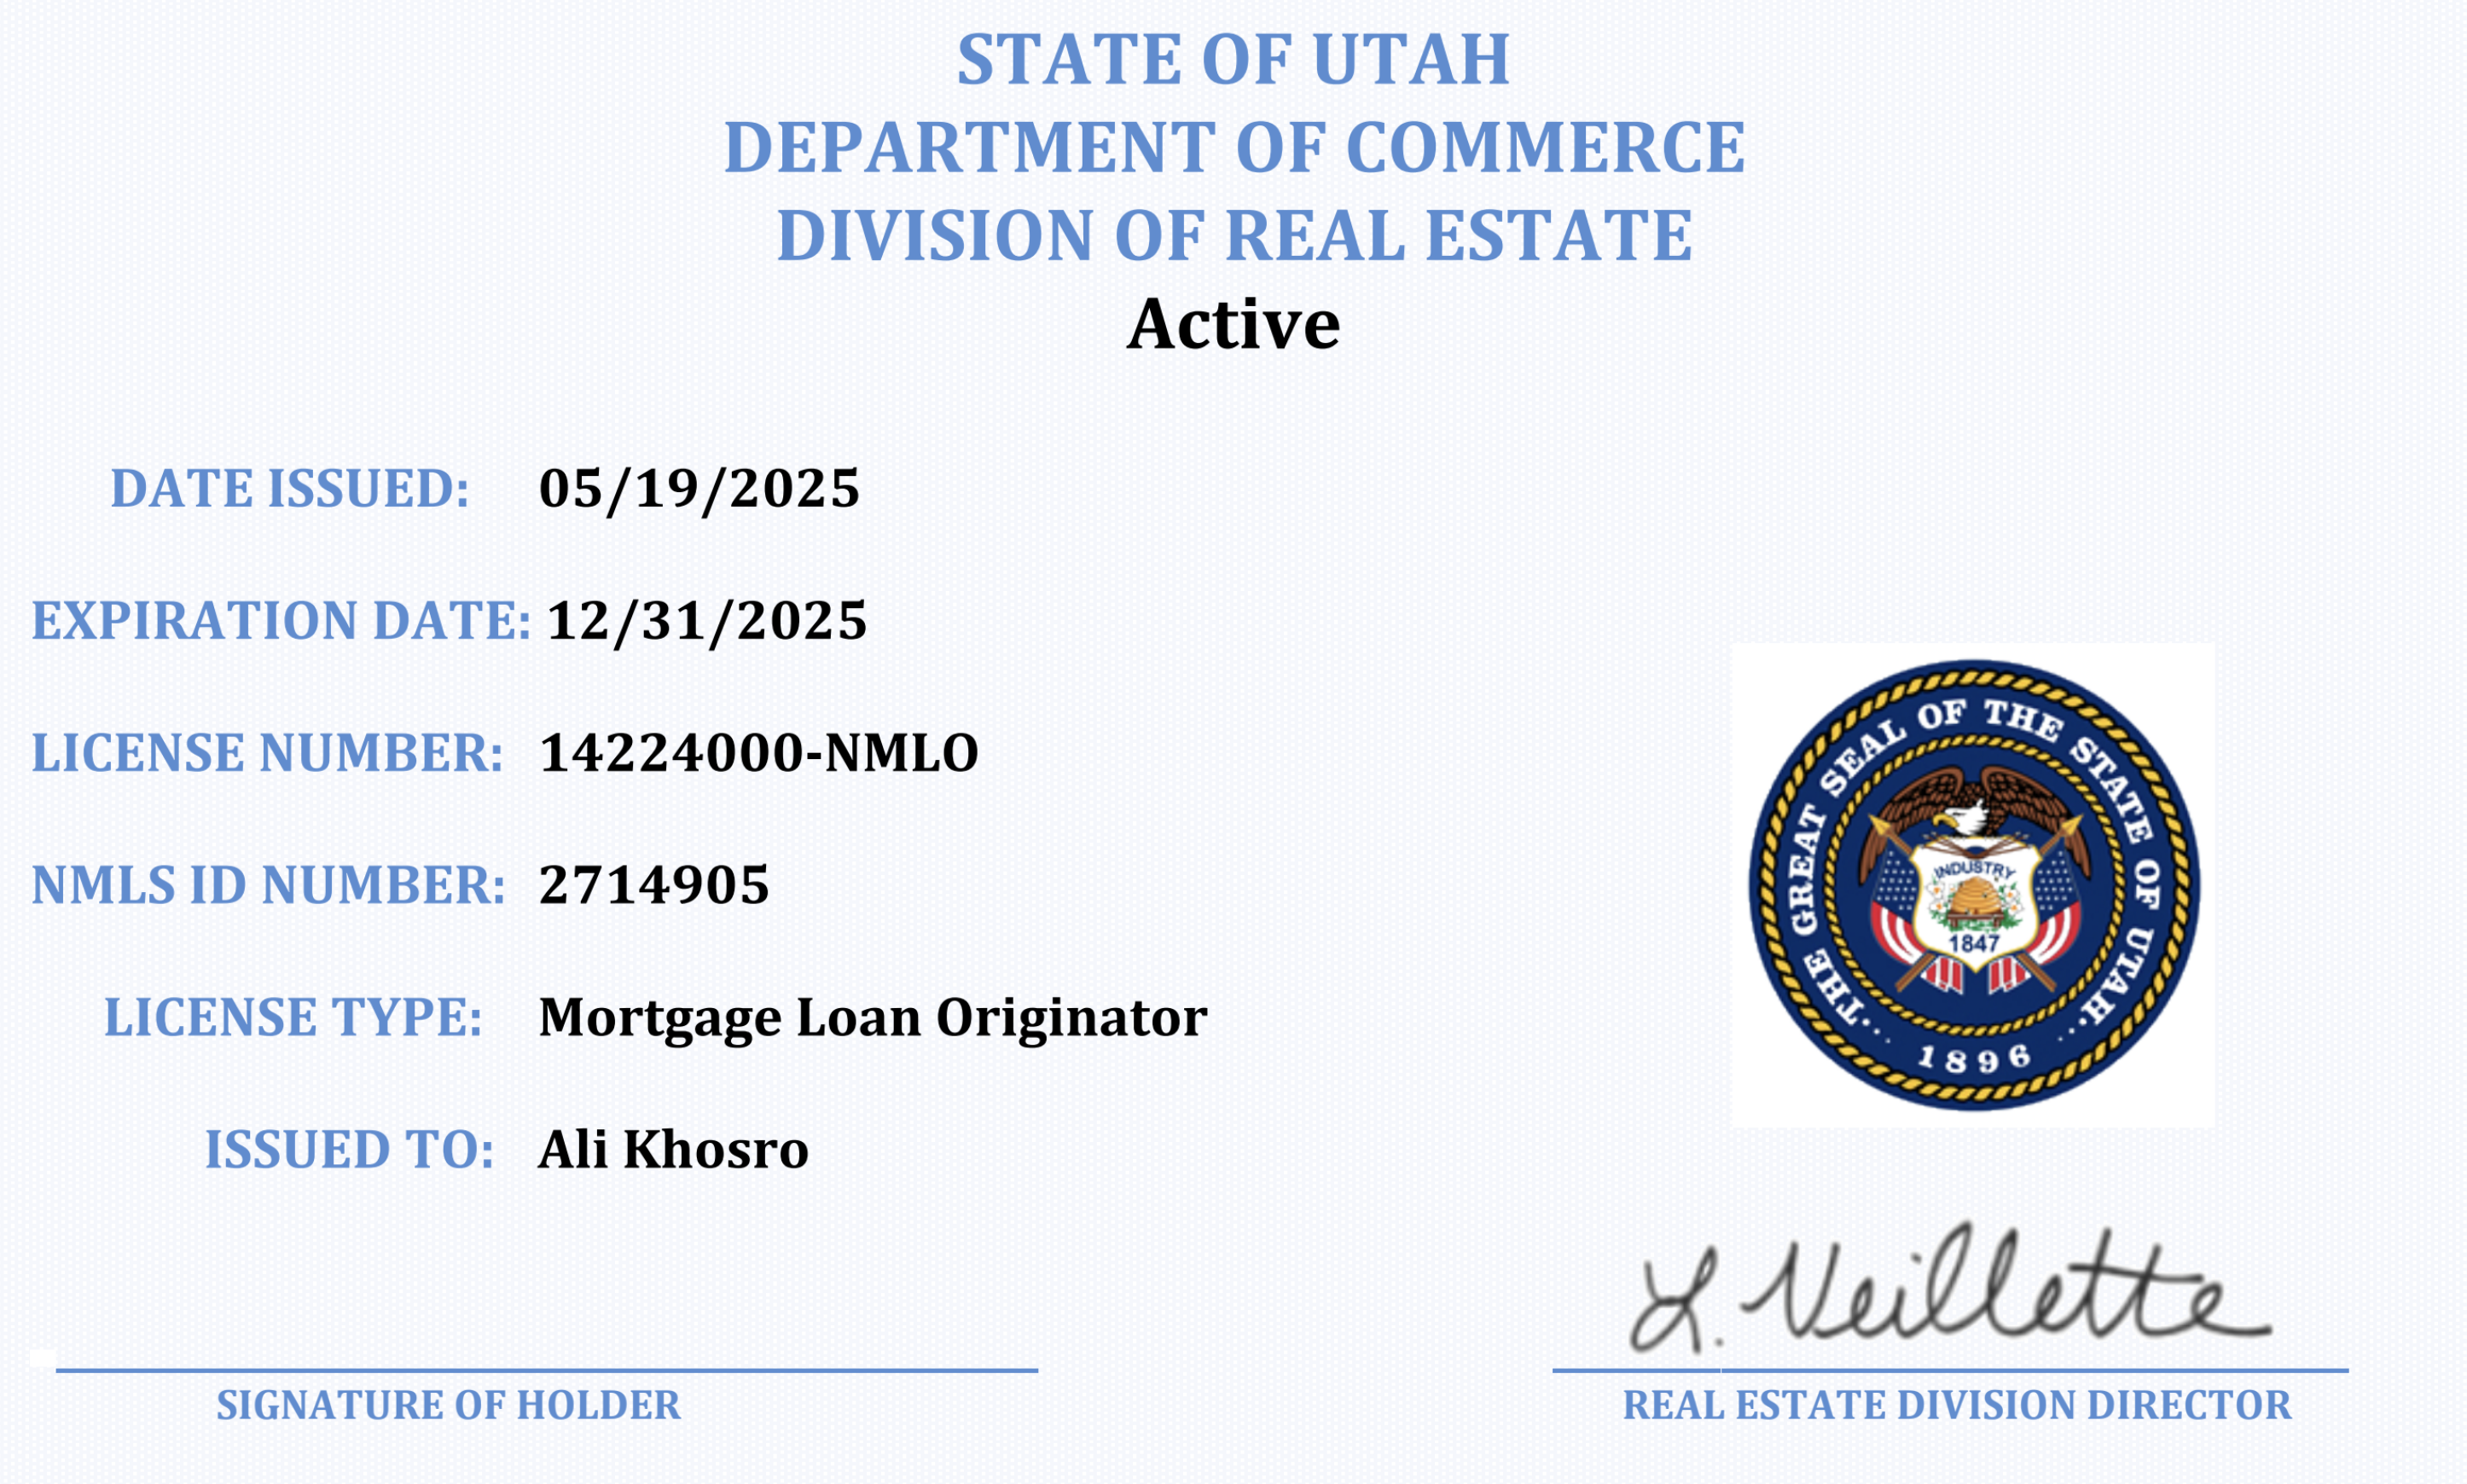 STATE OF UTAH
DEPARTMENT OF COMMERCE
DIVISION OF REAL ESTATE
Active
DATE ISSUED: 05/19/2025
EXPIRATION DATE: 12/31/2025
LICENSE NUMBER: 14224000-NMLO
NMLS ID NUMBER: 2714905
LICENSE TYPE: Mortgage Loan Originator
ISSUED TO: Ali Khosro
THE GREAT SEAL OF THE STATE OF UTAH
INDUSTRY
1847
1896
L. Veillette
SIGNATURE OF HOLDER
REAL ESTATE DIVISION DIRECTOR